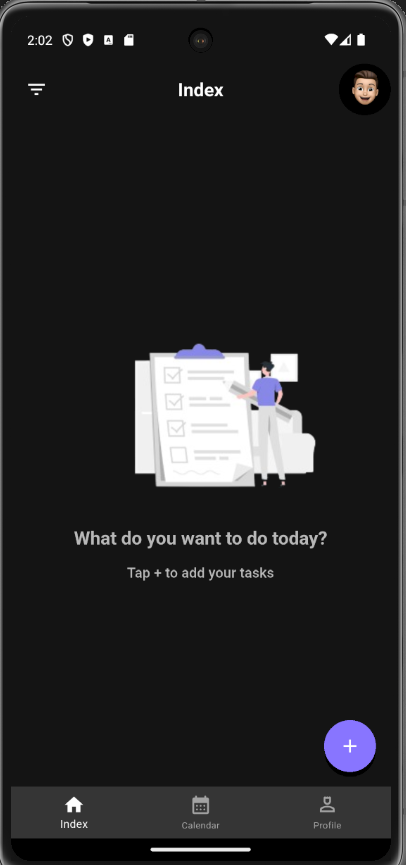 2:02
Index
What do you want to do today?
Tap + to add your tasks
+
Index
Calendar
Profile